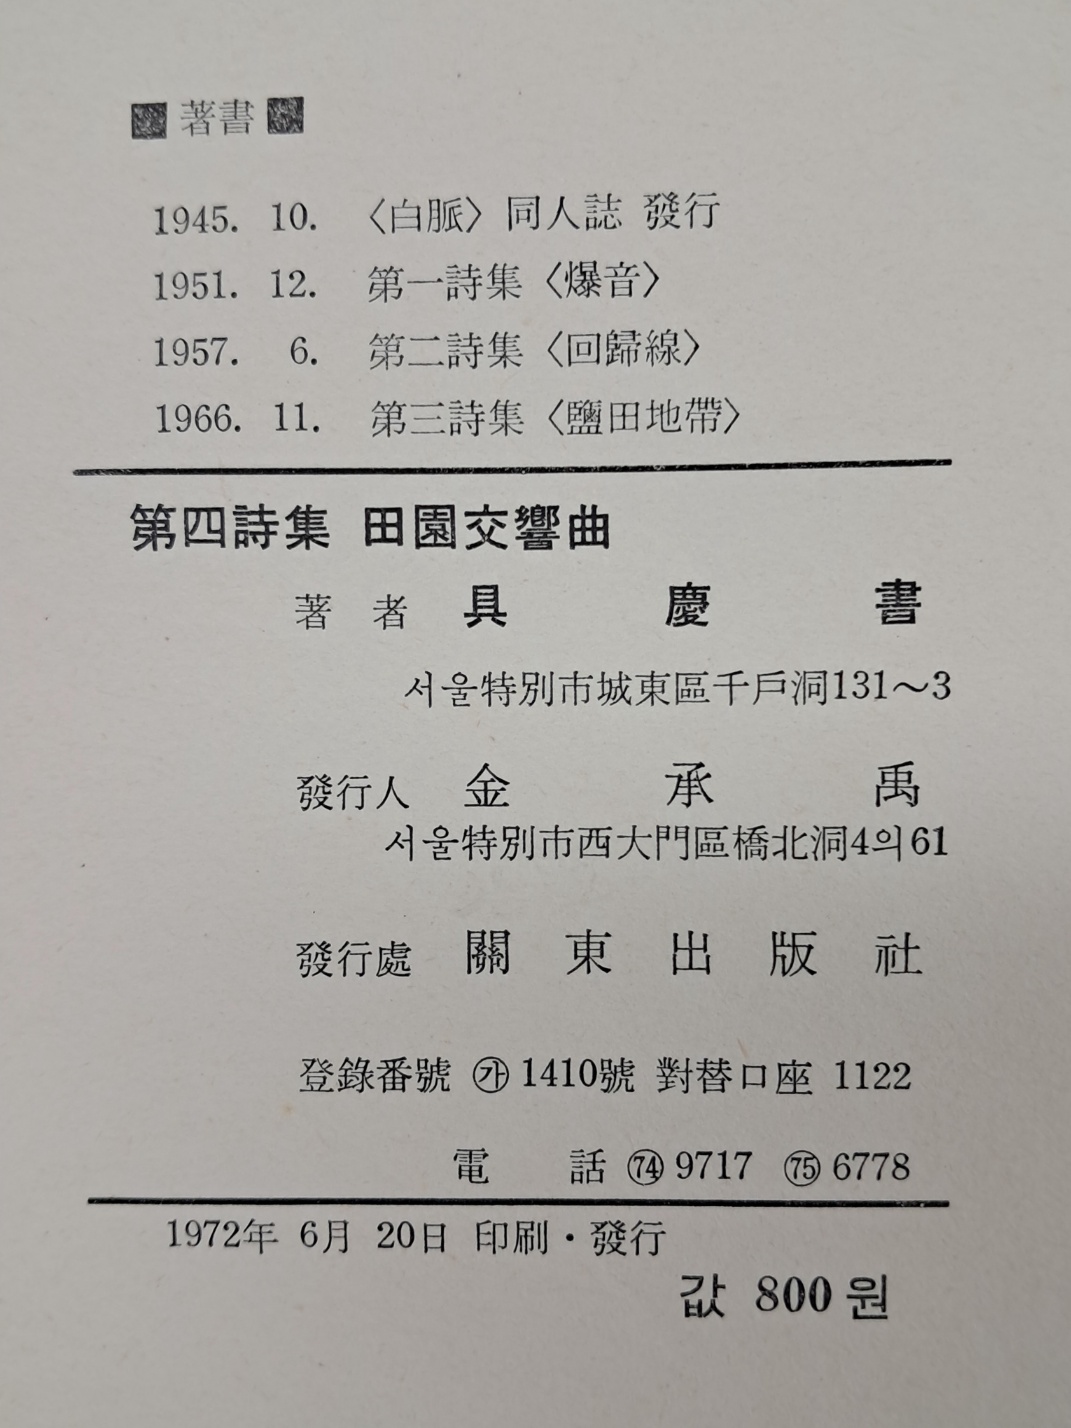 ■ 著書 ■
1945. 10. 〈白脈〉 同人誌 發行
1951. 12. 第一詩集 〈爆音〉
1957. 6. 第二詩集 〈回歸線〉
1966. 11. 第三詩集 〈鹽田地帶〉
第四詩集 田園交響曲
著者 具慶書
서울特別市城東區千戶洞131~3
發行人 金承禹
서울特別市西大門區橋北洞4의61
發行處 關東出版社
登錄番號 ㉮ 1410號 對替口座 1122
電話 74 9717 75 6778
1972年 6月 20日 印刷・發行
값 800 원